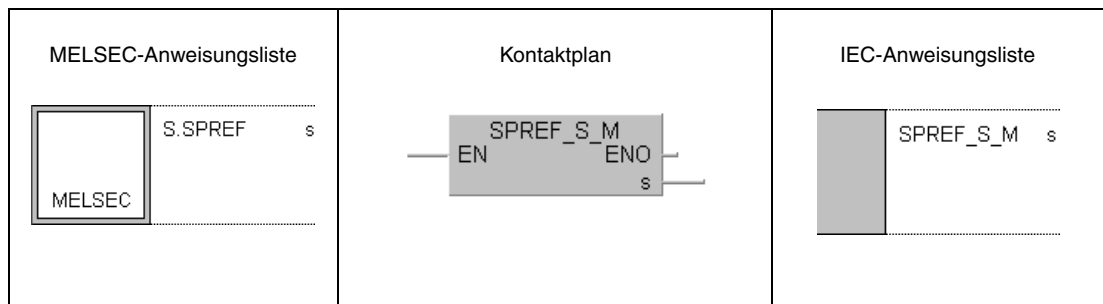 MELSEC-Anweisungsliste
S.SPREF s
MELSEC
Kontaktplan
SPREF_S_M
EN ENO
s
IEC-Anweisungsliste
SPREF_S_M s